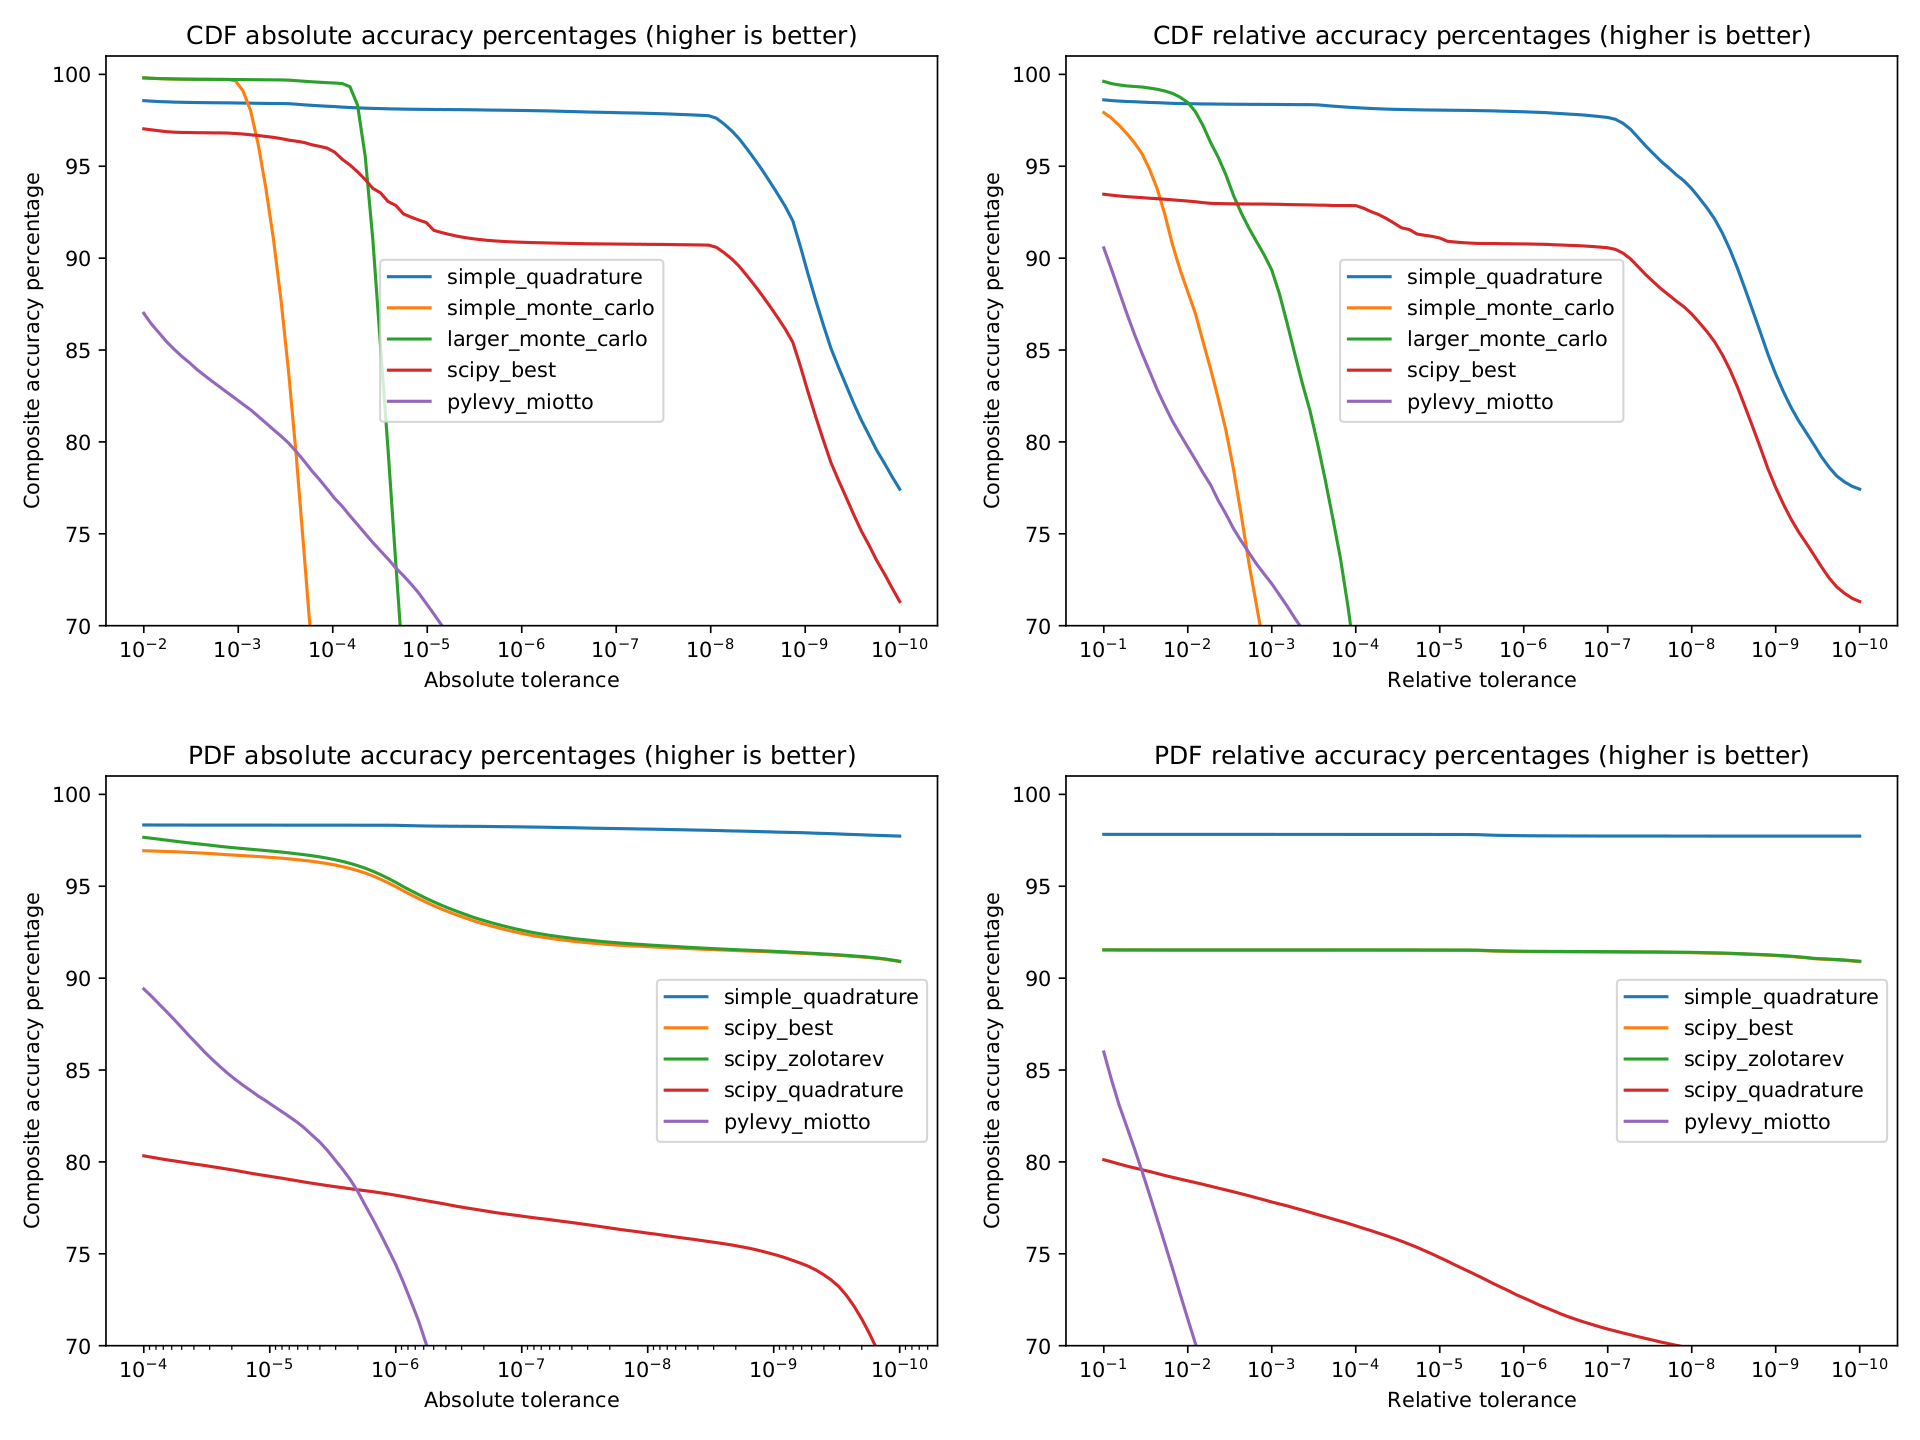 CDF absolute accuracy percentages (higher is better)
Composite accuracy percentage
100
95
90
85
80
75
70
simple_quadrature
simple_monte_carlo
larger_monte_carlo
scipy_best
pylevy_miotto
10⁻² 10⁻³ 10⁻⁴ 10⁻⁵ 10⁻⁶ 10⁻⁷ 10⁻⁸ 10⁻⁹ 10⁻¹⁰
Absolute tolerance
CDF relative accuracy percentages (higher is better)
Composite accuracy percentage
100
95
90
85
80
75
70
simple_quadrature
simple_monte_carlo
larger_monte_carlo
scipy_best
pylevy_miotto
10⁻¹ 10⁻² 10⁻³ 10⁻⁴ 10⁻⁵ 10⁻⁶ 10⁻⁷ 10⁻⁸ 10⁻⁹ 10⁻¹⁰
Relative tolerance
PDF absolute accuracy percentages (higher is better)
Composite accuracy percentage
100
95
90
85
80
75
70
simple_quadrature
scipy_best
scipy_zolotarev
scipy_quadrature
pylevy_miotto
10⁻⁴ 10⁻⁵ 10⁻⁶ 10⁻⁷ 10⁻⁸ 10⁻⁹ 10⁻¹⁰
Absolute tolerance
PDF relative accuracy percentages (higher is better)
Composite accuracy percentage
100
95
90
85
80
75
70
simple_quadrature
scipy_best
scipy_zolotarev
scipy_quadrature
pylevy_miotto
10⁻¹ 10⁻² 10⁻³ 10⁻⁴ 10⁻⁵ 10⁻⁶ 10⁻⁷ 10⁻⁸ 10⁻⁹ 10⁻¹⁰
Relative tolerance